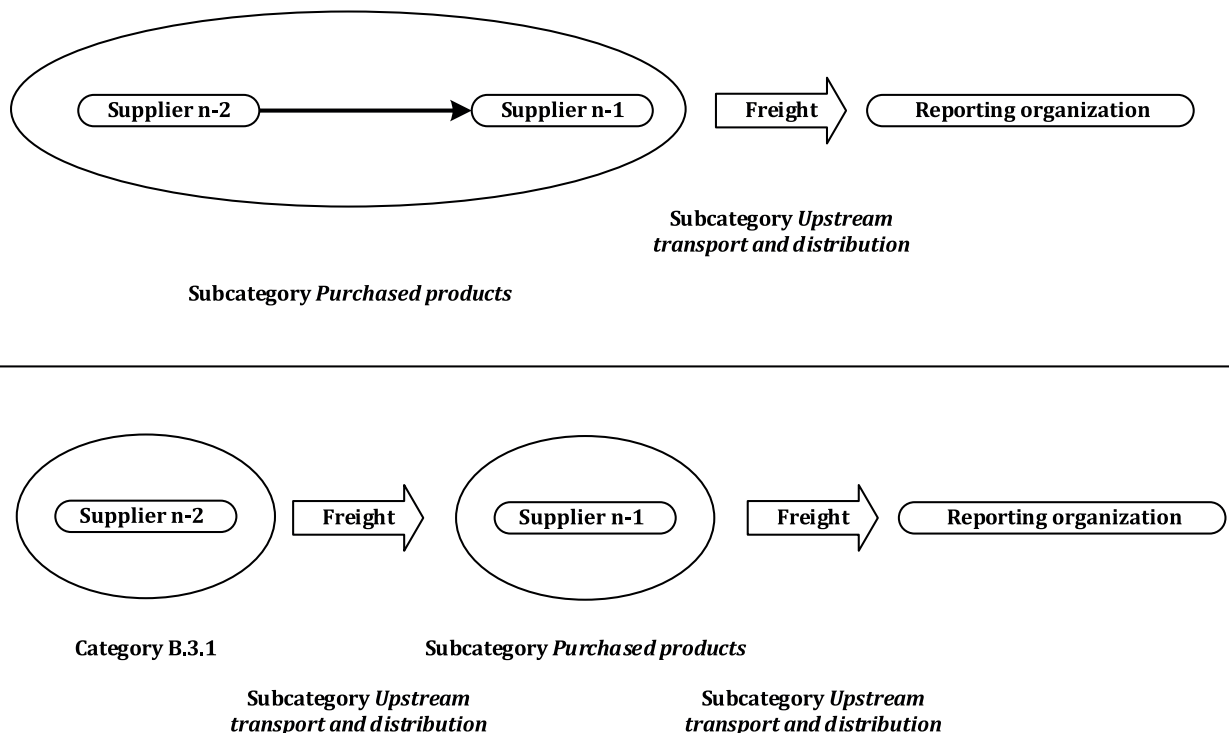 Supplier n-2
Supplier n-1
Freight
Reporting organization
Subcategory Upstream
transport and distribution
Subcategory Purchased products
Supplier n-2
Freight
Supplier n-1
Freight
Reporting organization
Category B.3.1
Subcategory Purchased products
Subcategory Upstream
transport and distribution
Subcategory Upstream
transport and distribution